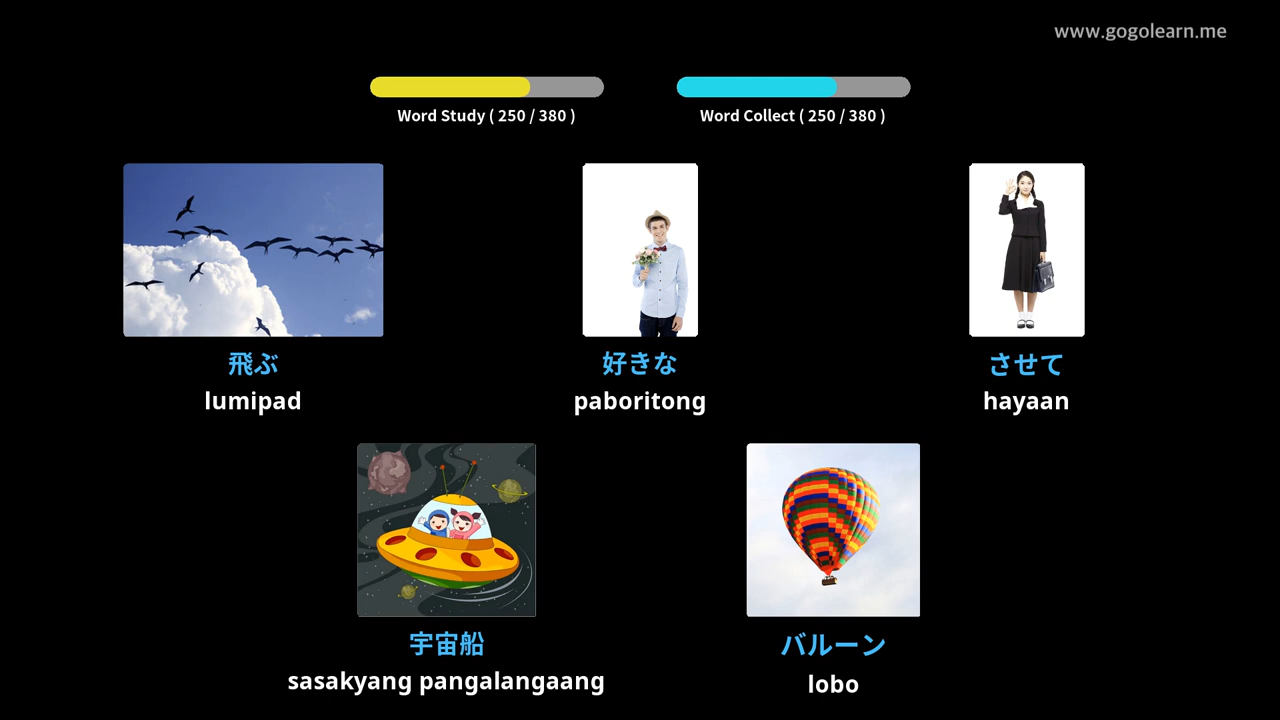 www.gogolearn.me
Word Study ( 250 / 380 )
Word Collect ( 250 / 380 )
飛ぶ
lumipad
好きな
paboritong
させて
hayaan
宇宙船
sasakyang pangalangaang
バルーン
lobo